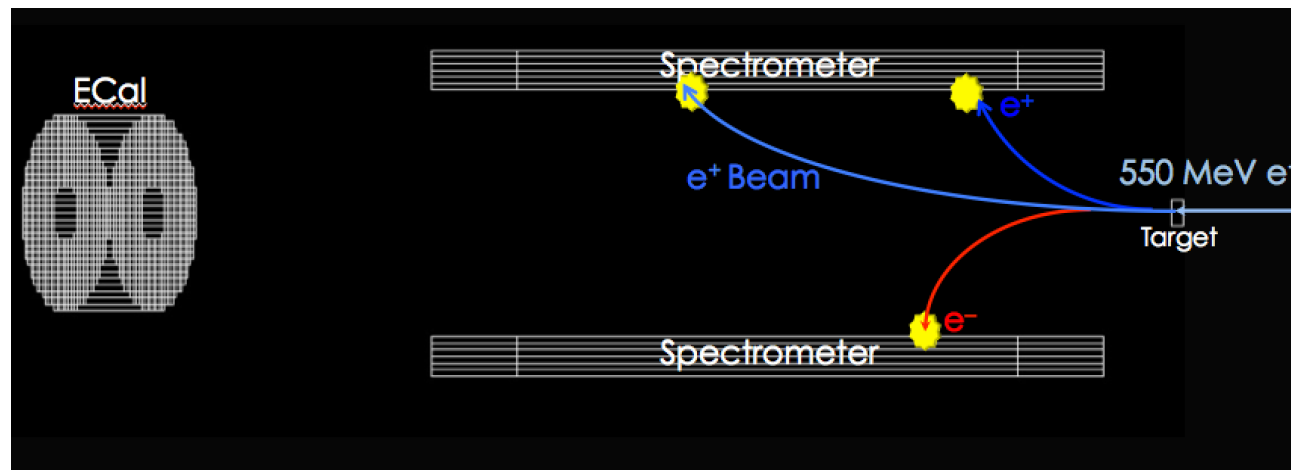 Spectrometer
ECal
e⁺
e⁺ Beam
550 MeV e⁺
Target
e⁻
Spectrometer